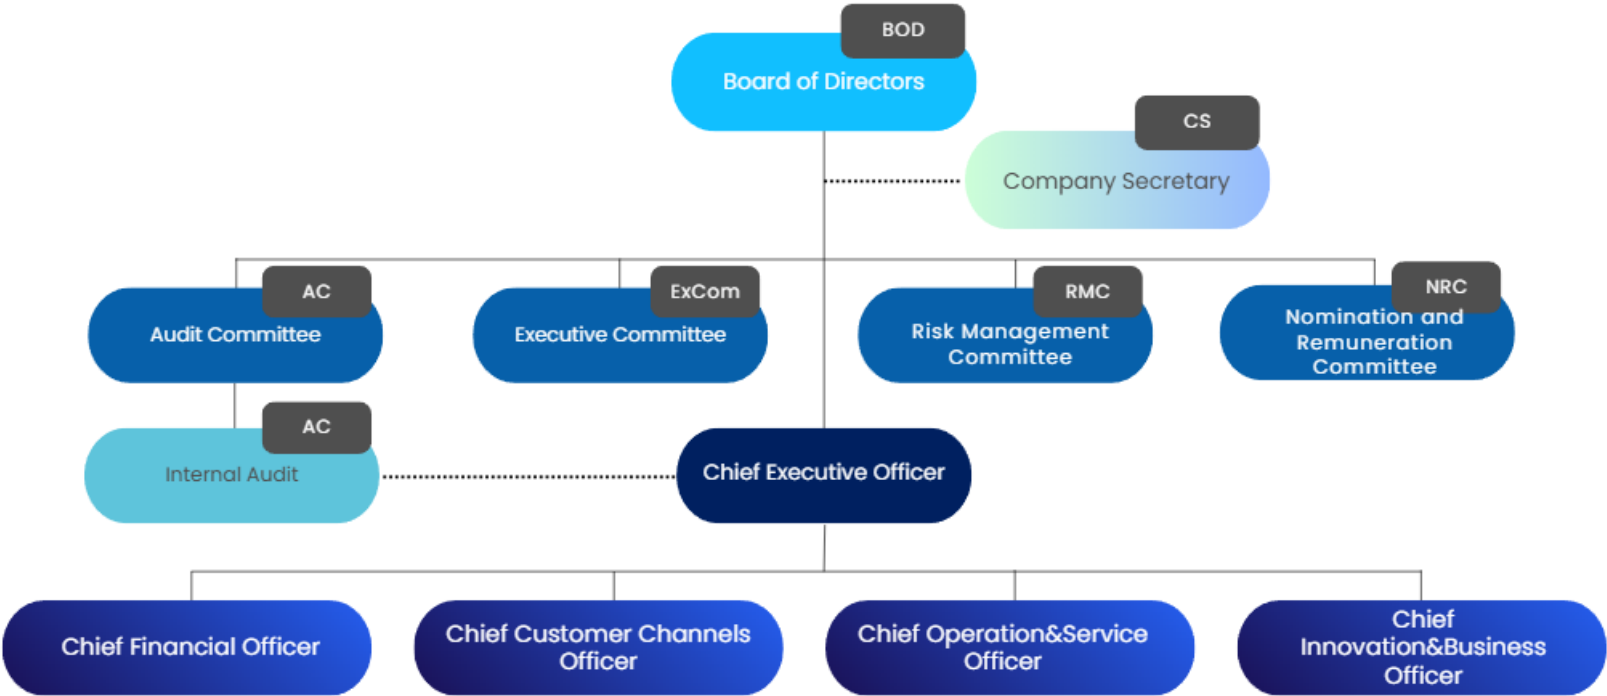 BOD
Board of Directors
CS
Company Secretary
AC
Audit Committee
ExCom
Executive Committee
RMC
Risk Management
Committee
NRC
Nomination and
Remuneration
Committee
AC
Internal Audit
Chief Executive Officer
Chief Financial Officer
Chief Customer Channels
Officer
Chief Operation&Service
Officer
Chief
Innovation&Business
Officer